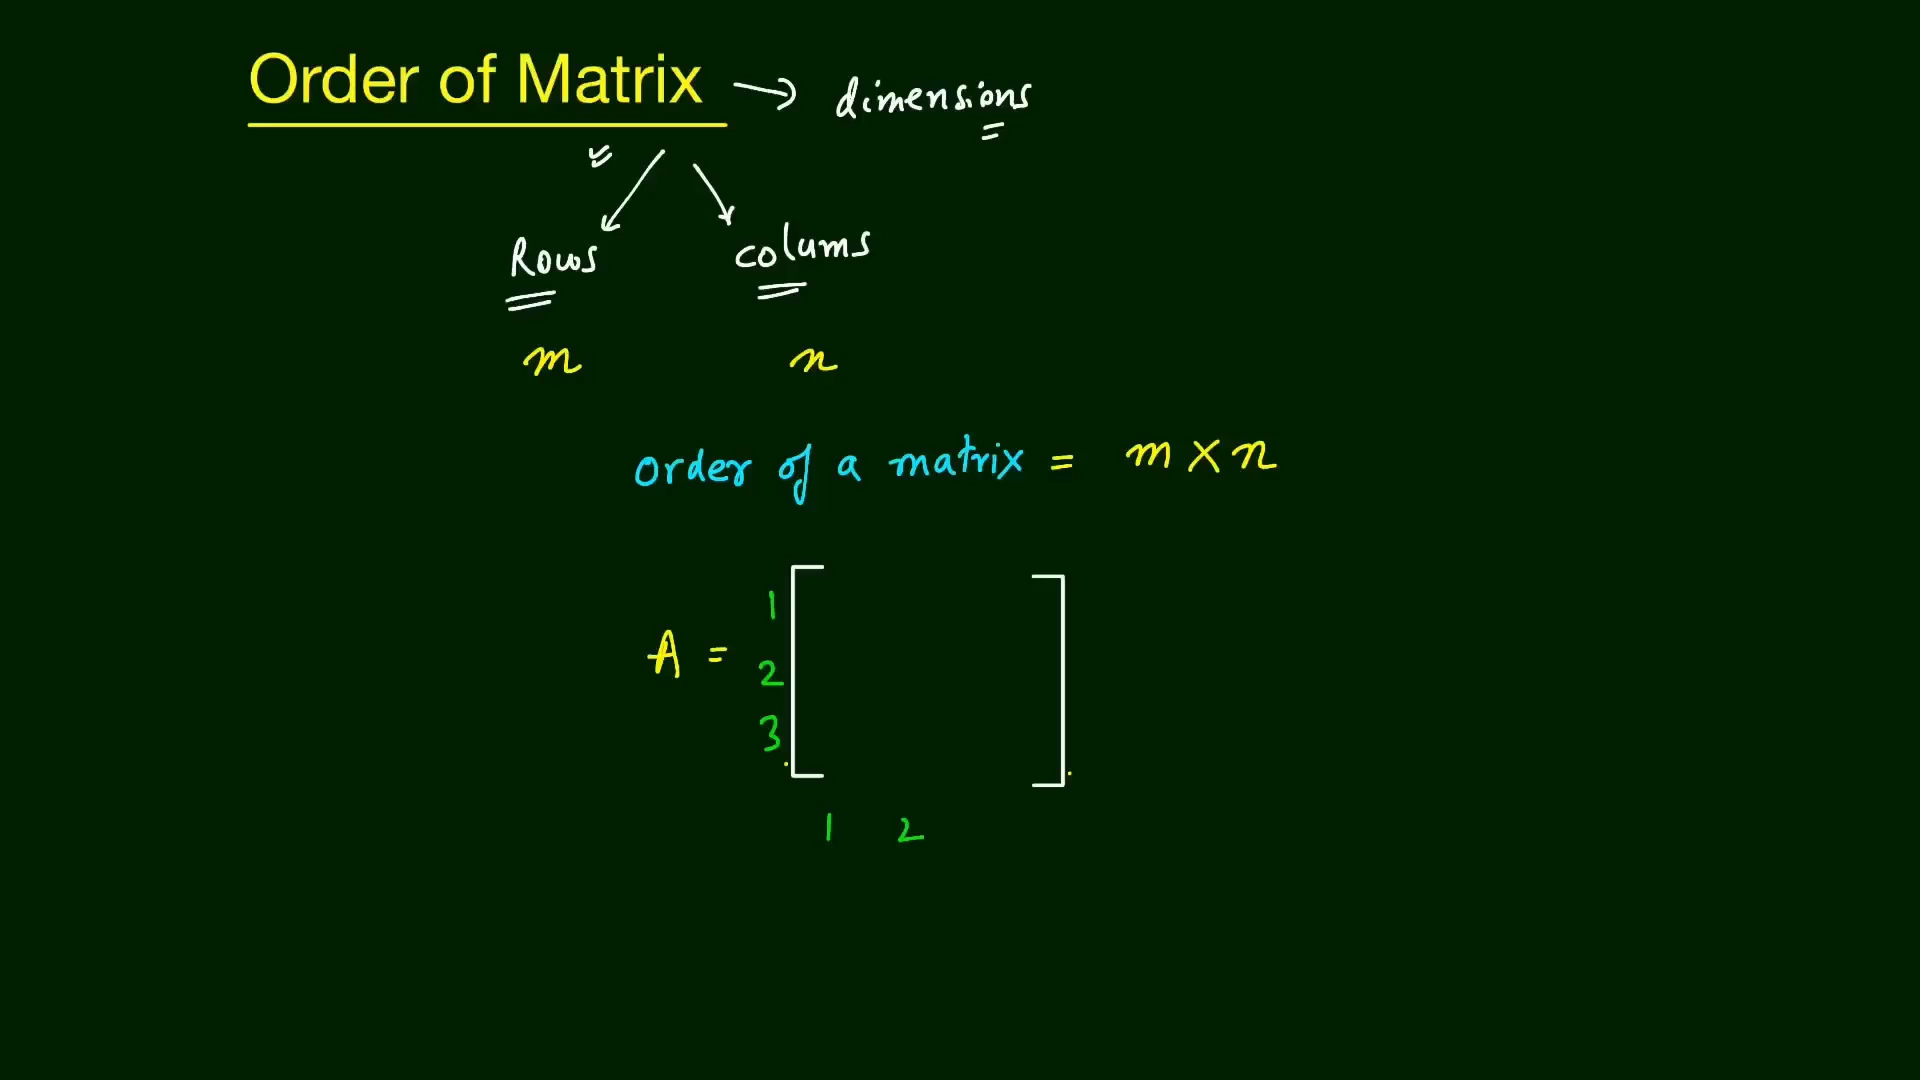 Order of Matrix → dimensions
Rows colums
m n
order of a matrix = m × n
1
A = 2
3
1 2